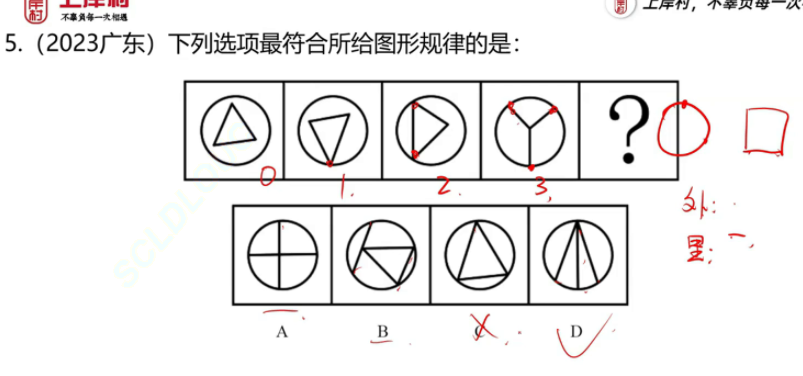 上岸村
不辜负每一次相遇
上岸村，不辜负每一次
5.（2023广东）下列选项最符合所给图形规律的是：
?
0 1. 2. 3,
外：
里：一、
A B C D